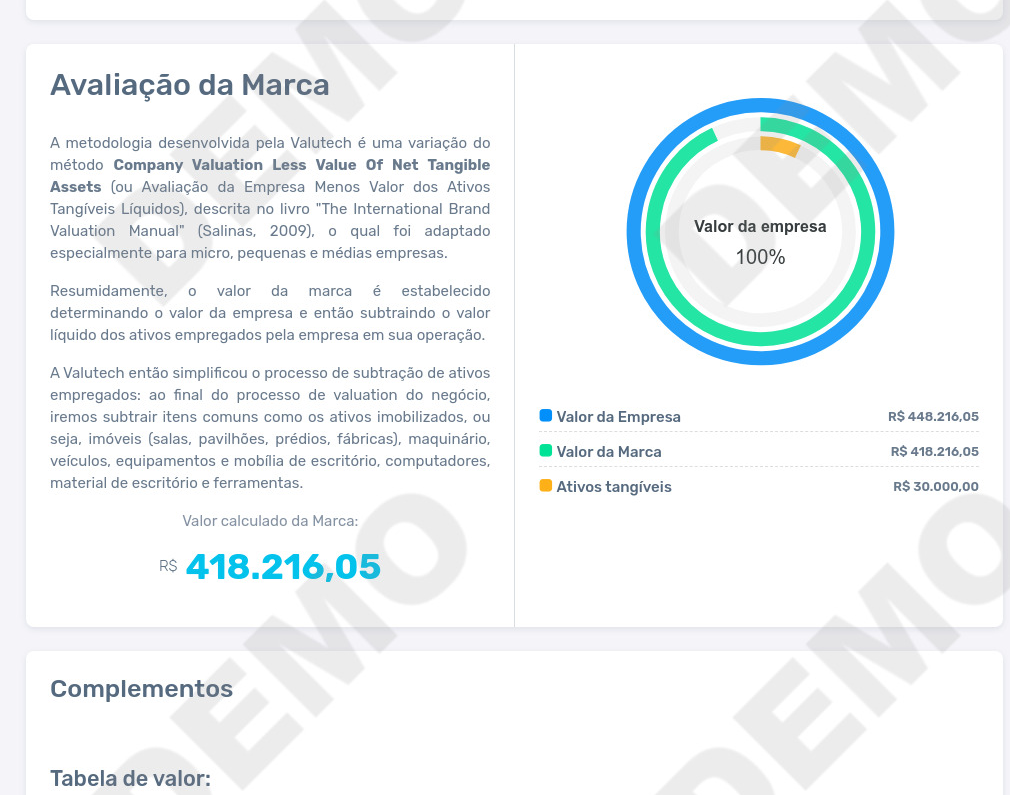 Avaliação da Marca
A metodologia desenvolvida pela Valutech é uma variação do
método Company Valuation Less Value Of Net Tangible
Assets (ou Avaliação da Empresa Menos Valor dos Ativos
Tangíveis Líquidos), descrita no livro "The International Brand
Valuation Manual" (Salinas, 2009), o qual foi adaptado
especialmente para micro, pequenas e médias empresas.
Resumidamente, o valor da marca é estabelecido
determinando o valor da empresa e então subtraindo o valor
líquido dos ativos empregados pela empresa em sua operação.
A Valutech então simplificou o processo de subtração de ativos
empregados: ao final do processo de valuation do negócio,
iremos subtrair itens comuns como os ativos imobilizados, ou
seja, imóveis (salas, pavilhões, prédios, fábricas), maquinário,
veículos, equipamentos e mobília de escritório, computadores,
material de escritório e ferramentas.
Valor calculado da Marca:
R$ 418.216,05
Valor da empresa
100%
Valor da Empresa R$ 448.216,05
Valor da Marca R$ 418.216,05
Ativos tangíveis R$ 30.000,00
Complementos
Tabela de valor:
DEMO
DEMO
DEMO
DEMO